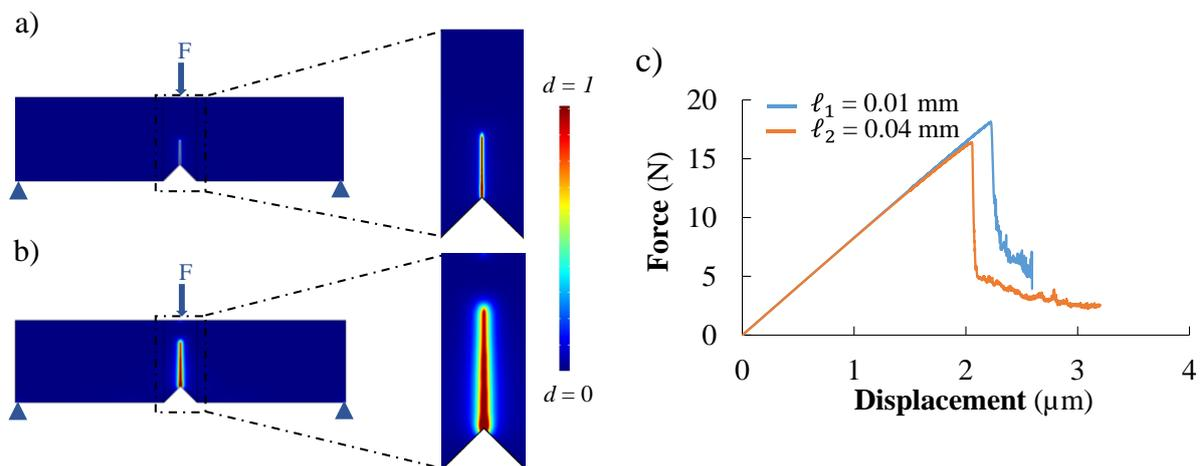 a)
F
d = 1
b)
F
d = 0
c)
ℓ₁ = 0.01 mm
ℓ₂ = 0.04 mm
20
15
10
5
0
Force (N)
0 1 2 3 4
Displacement (μm)